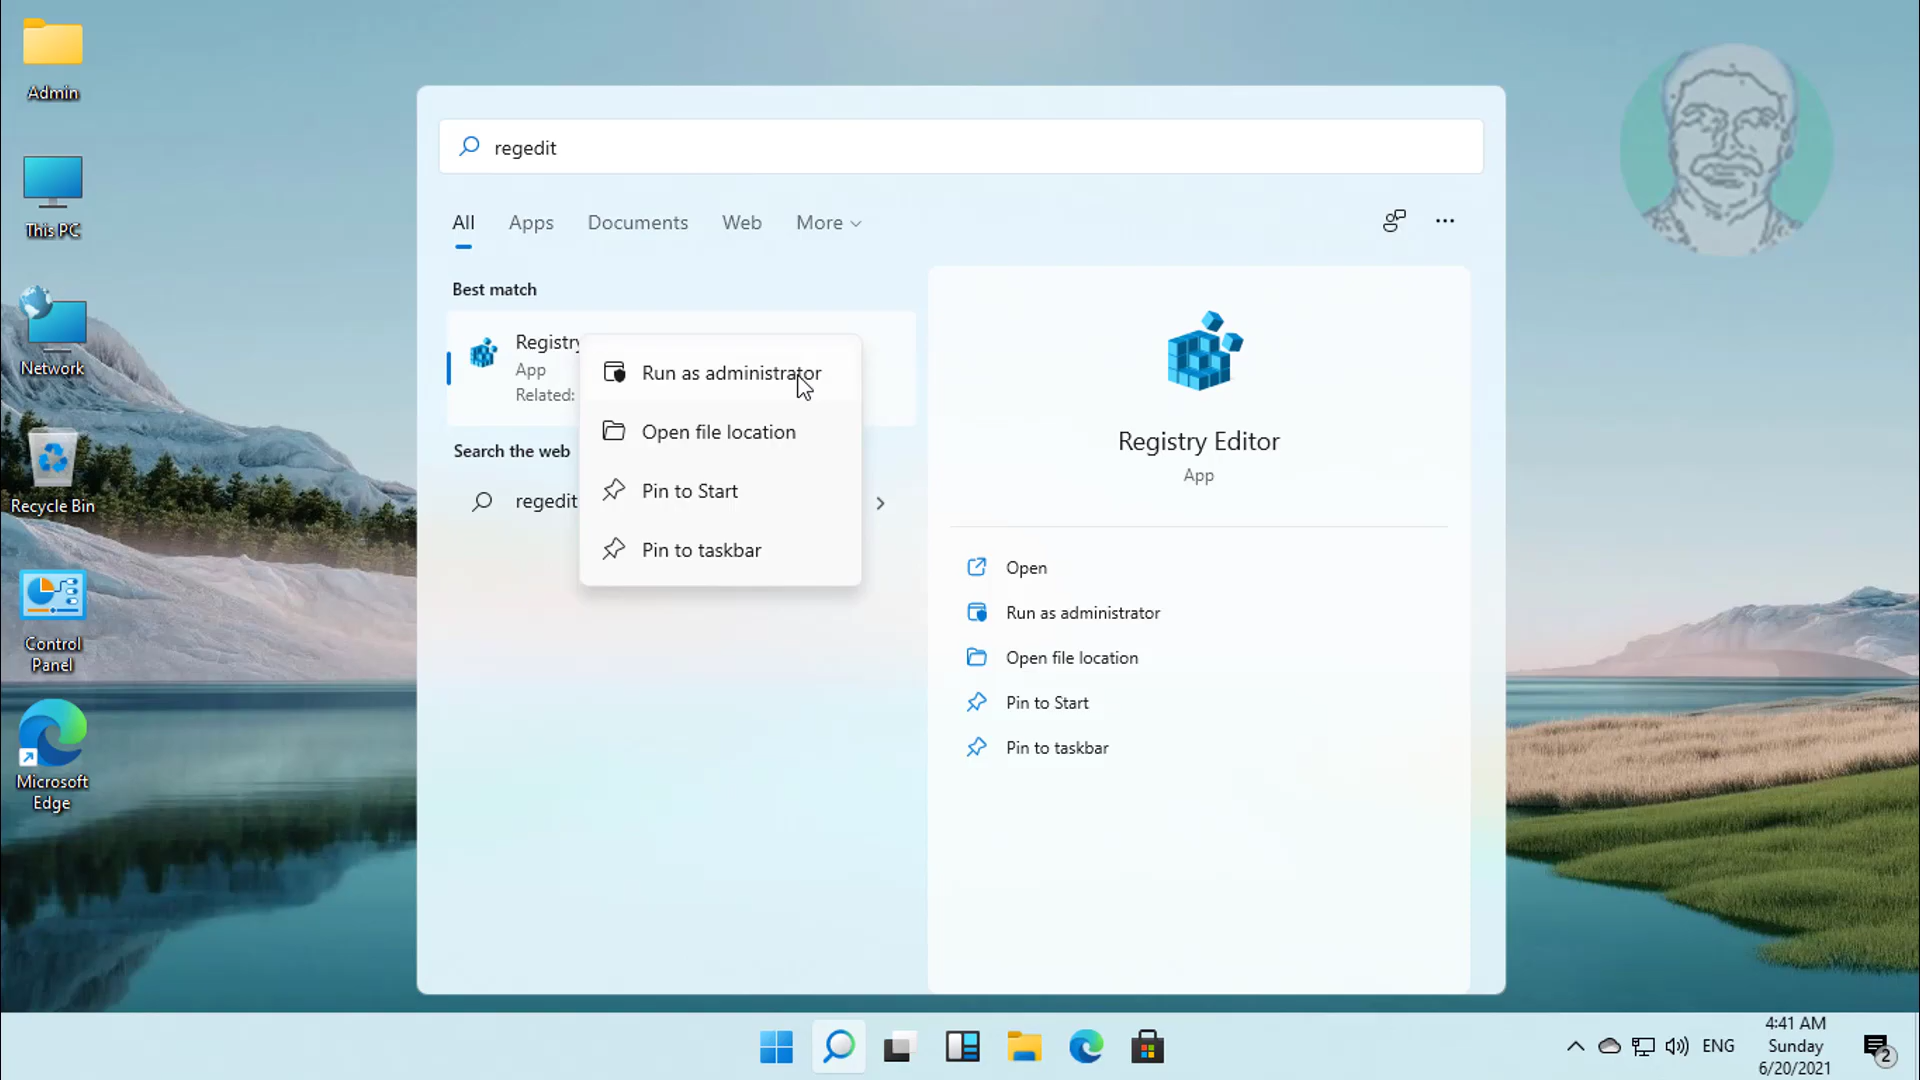 Admin
This PC
Network
Recycle Bin
Control
Panel
Microsoft
Edge
regedit
All Apps Documents Web More
Best match
Registry
App
Related:
Search the web
regedit
Run as administrator
Open file location
Pin to Start
Pin to taskbar
Registry Editor
App
Open
Run as administrator
Open file location
Pin to Start
Pin to taskbar
ENG
4:41 AM
Sunday
6/20/2021
2